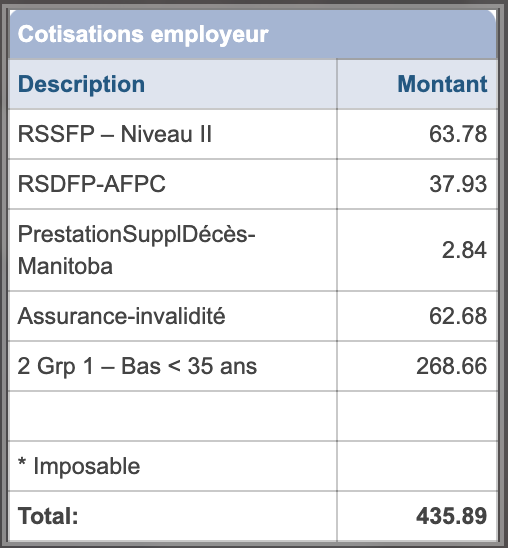 Cotisations employeur
Description Montant
RSSFP – Niveau II 63.78
RSDFP-AFPC 37.93
PrestationSupplDécès-
Manitoba 2.84
Assurance-invalidité 62.68
2 Grp 1 – Bas < 35 ans 268.66
* Imposable
Total: 435.89